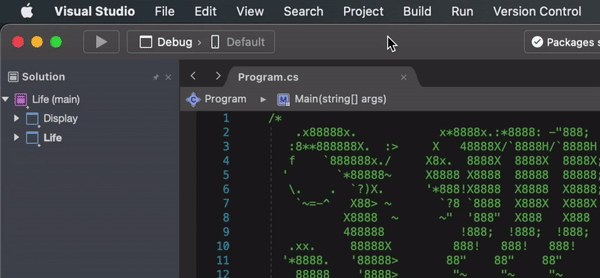 Visual Studio File Edit View Search Project Build Run Version Control
Debug › Default
Packages s
Solution
Program.cs
Life (main)
Program Main(string[] args)
Display
Life
1 /*
2 .x88888x. x*8888x.:*8888: -"888;
3 :8**888888X. :> X 48888X/`8888H/`8888H
4 f `888888x./ X8x. 8888X 8888X 8888X;
5 ' `*88888~ X8888 X8888 88888 88888;
6 \. . `?)X. '*888!X8888 X8888 X8888;
7 `~=-^ X88> ~ `?8 `8888 X888X X888X
8 X8888 ~ ~" '888" X888 X888
9 488888 !888; !888; !888;
10 .xx. 88888X 888! 888! 888!
11 '*8888. '88888> 88" 88" 88"
12 88888 '8888> "~ "~ "~